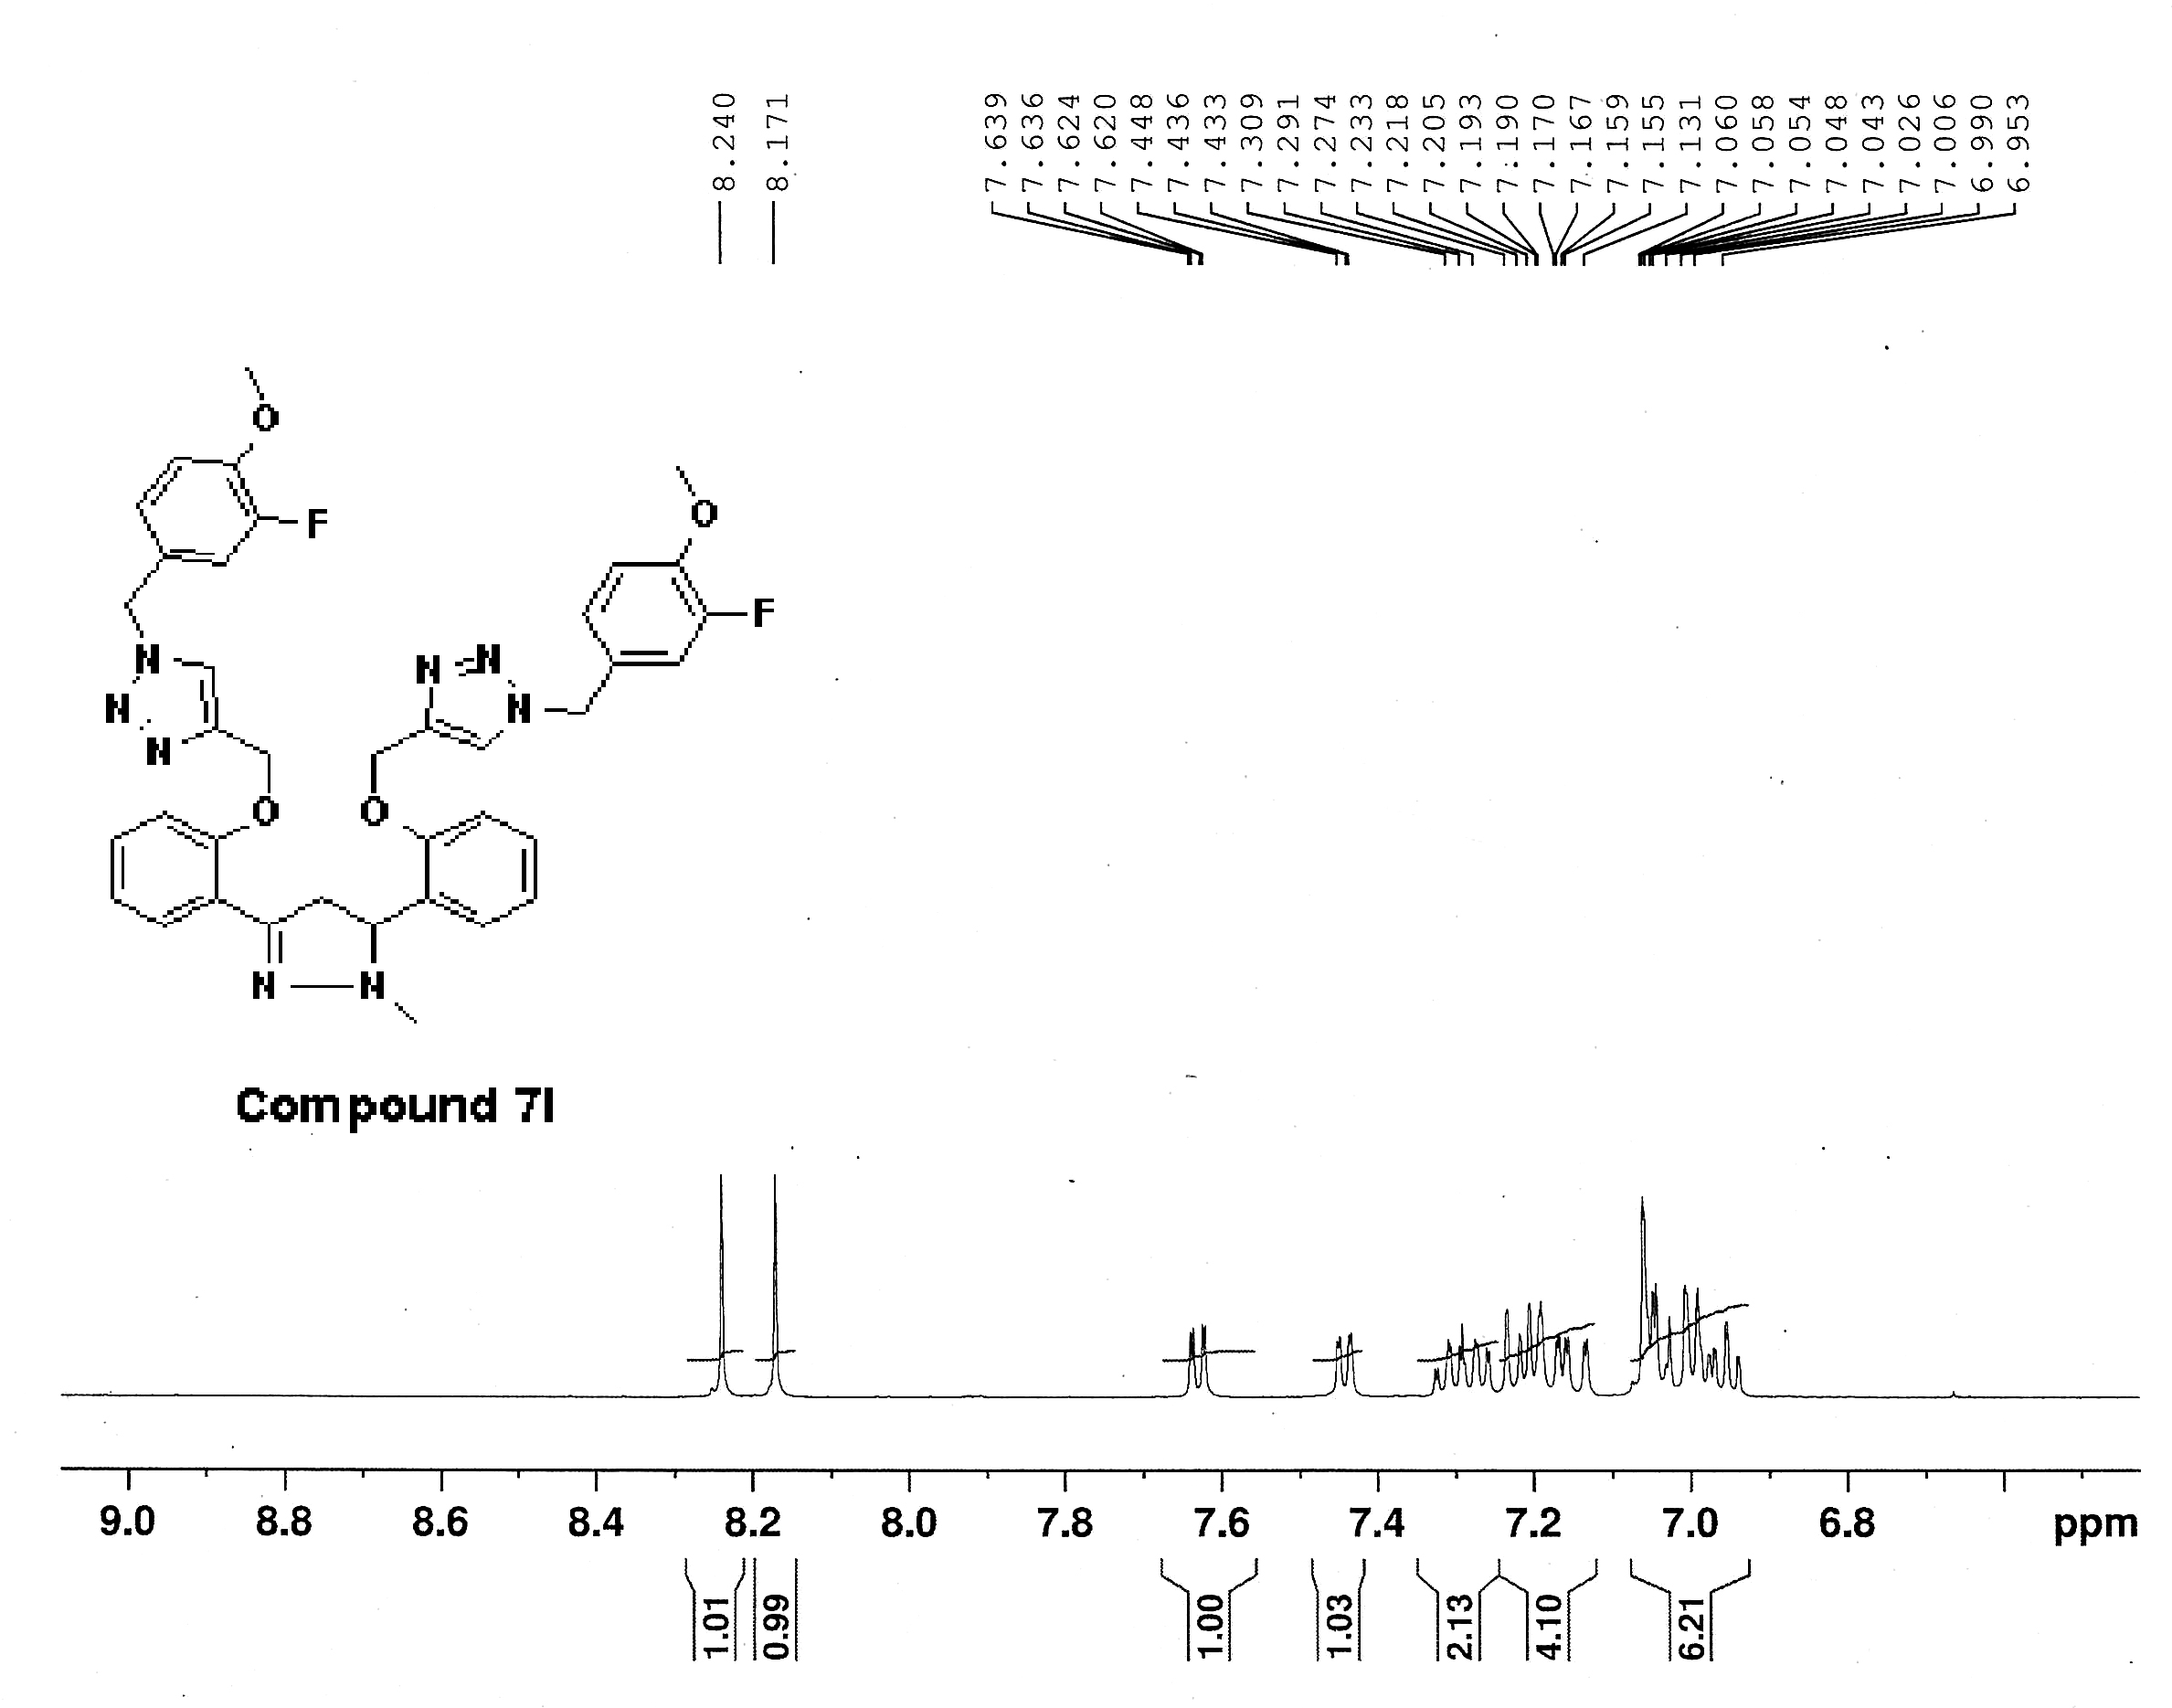 8.240
8.171
7.639
7.636
7.624
7.620
7.448
7.436
7.433
7.309
7.291
7.274
7.233
7.218
7.205
7.193
7.190
7.170
7.167
7.159
7.155
7.131
7.060
7.058
7.054
7.048
7.043
7.026
7.006
6.990
6.953
O
F
O
F
N
N
N
N
N
N
O
O
N
N
Compound 7l
9.0 8.8 8.6 8.4 8.2 8.0 7.8 7.6 7.4 7.2 7.0 6.8 ppm
1.01
0.99
1.00
1.03
2.13
4.10
6.21